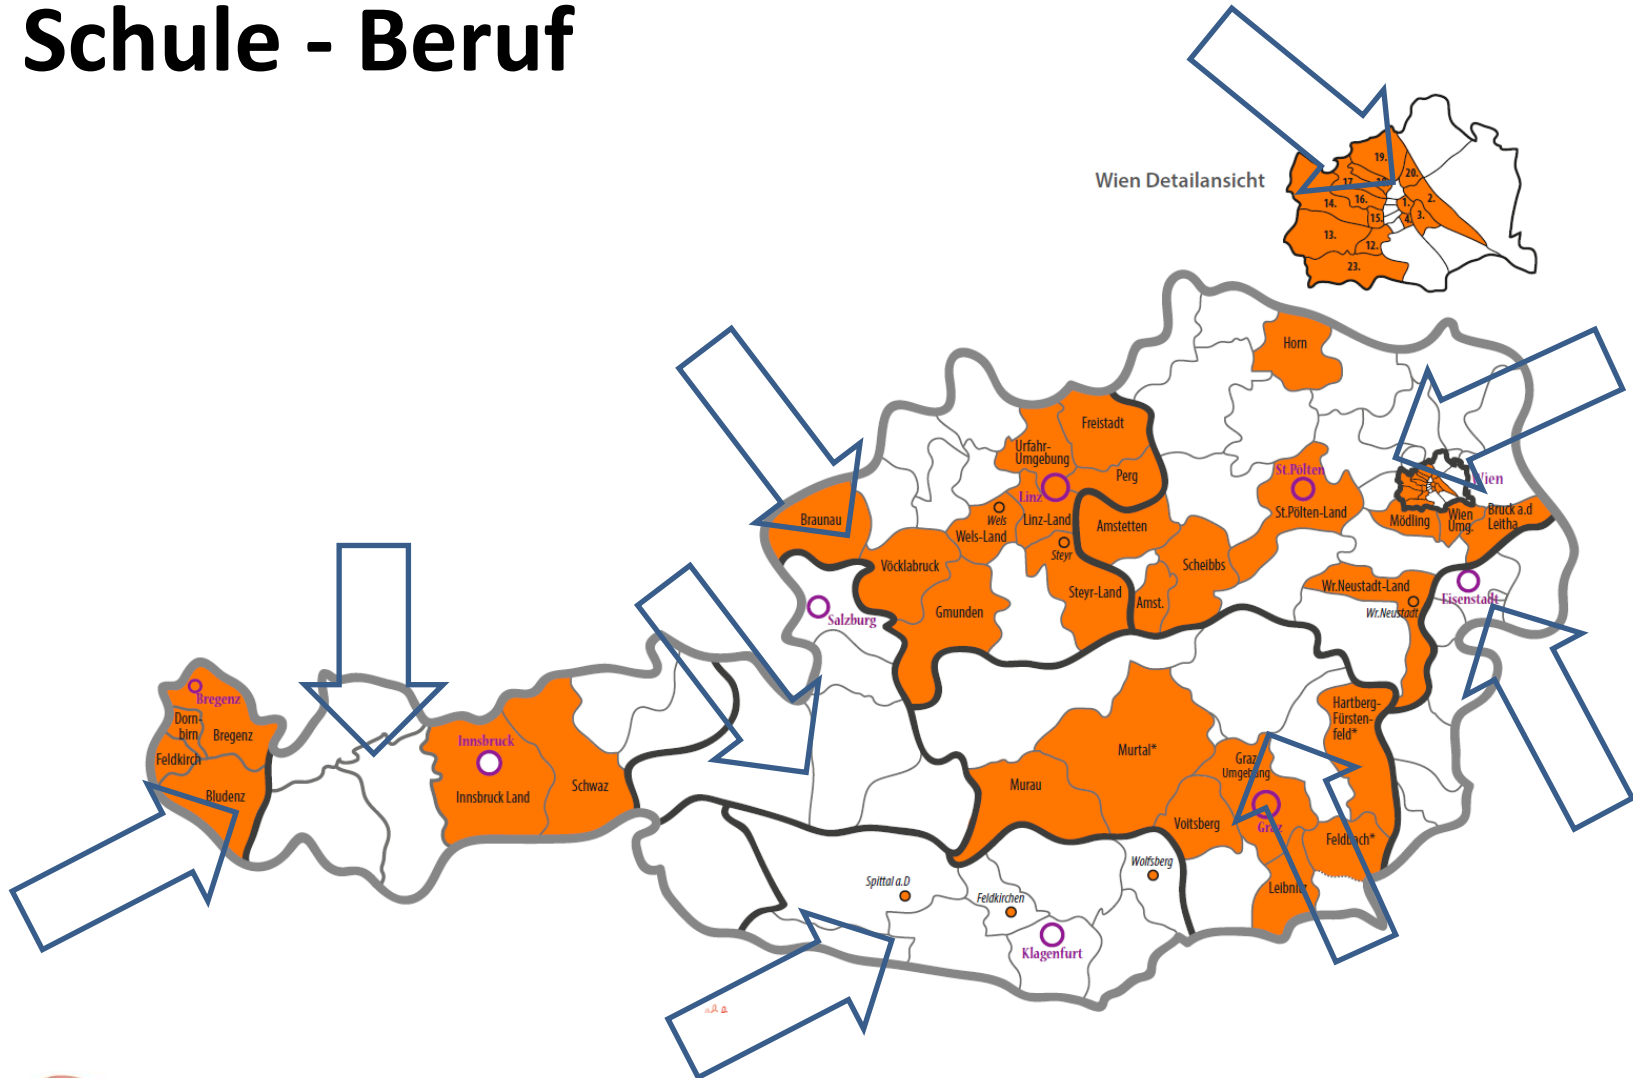 Schule - Beruf
Wien Detailansicht
19.
20.
17.
16.
14.
2.
1.
3.
15.
4.
13.
12.
23.
Horn
Freistadt
Urfahr-
Umgebung
Perg
St.Pölten
Wien
Linz
Braunau
Wels
Linz-Land
Amstetten
St.Pölten-Land
Mödling
Wien
Umg.
Bruck a.d
Leitha
Wels-Land
Steyr
Vöcklabruck
Scheibbs
Steyr-Land
Amst.
Wr.Neustadt-Land
Wr.Neustadt
Eisenstadt
Gmunden
Salzburg
Bregenz
Dorn-
birn
Bregenz
Feldkirch
Bludenz
Innsbruck
Innsbruck Land
Schwaz
Hartberg-
Fürsten-
feld*
Murtal*
Graz
Umgebung
Murau
Voitsberg
Graz
Feldbach*
Wolfsberg
Spittal a.D
Feldkirchen
Leibnitz
Klagenfurt